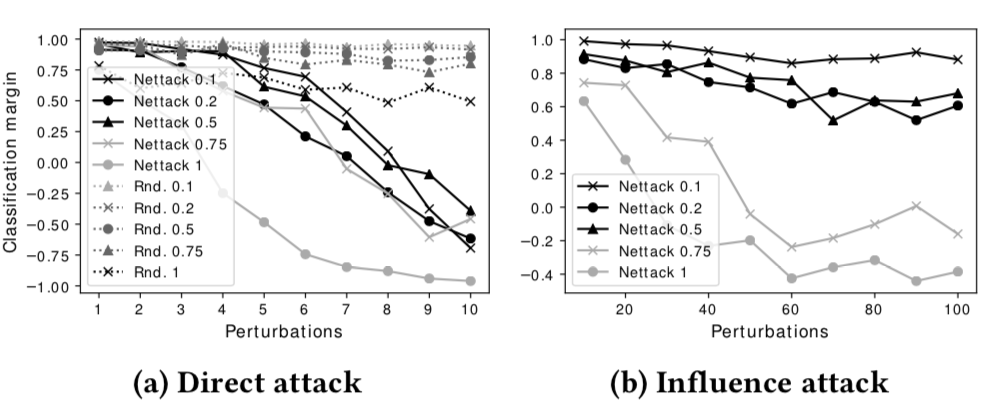 Classification margin
1.00
0.75
0.50
0.25
0.00
−0.25
−0.50
−0.75
−1.00
Nettack 0.1
Nettack 0.2
Nettack 0.5
Nettack 0.75
Nettack 1
Rnd. 0.1
Rnd. 0.2
Rnd. 0.5
Rnd. 0.75
Rnd. 1
1 2 3 4 5 6 7 8 9 10
Perturbations
(a) Direct attack
1.0
0.8
0.6
0.4
0.2
0.0
−0.2
−0.4
Nettack 0.1
Nettack 0.2
Nettack 0.5
Nettack 0.75
Nettack 1
20 40 60 80 100
Perturbations
(b) Influence attack